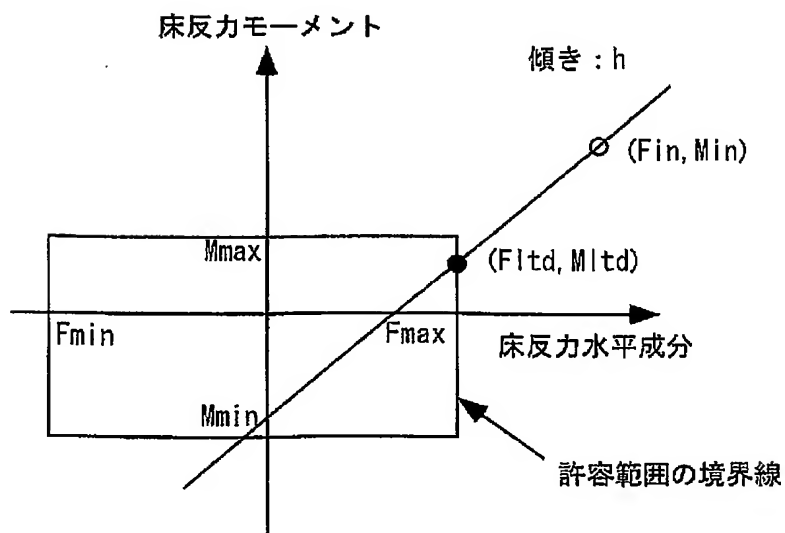 床反力モーメント
傾き：h
(Fin,Min)
Mmax
(Fltd,Mltd)
Fmin
Fmax
床反力水平成分
Mmin
許容範囲の境界線